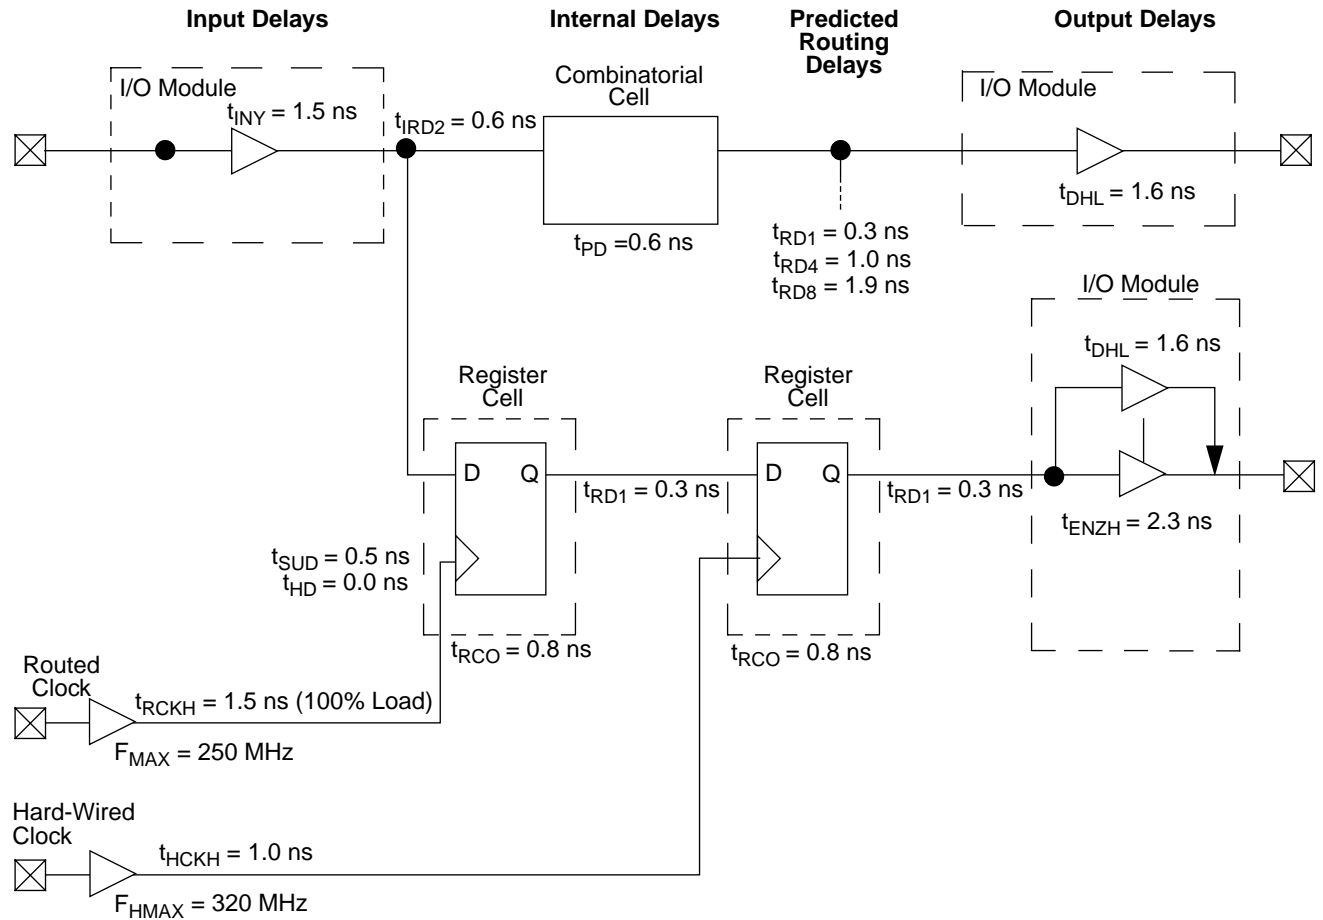 Input Delays
Internal Delays
Predicted
Routing
Delays
Output Delays
I/O Module
tINY = 1.5 ns
tIRD2 = 0.6 ns
Combinatorial
Cell
tPD =0.6 ns
tRD1 = 0.3 ns
tRD4 = 1.0 ns
tRD8 = 1.9 ns
I/O Module
tDHL = 1.6 ns
I/O Module
tDHL = 1.6 ns
tENZH = 2.3 ns
Register
Cell
D
Q
tRD1 = 0.3 ns
Register
Cell
D
Q
tRD1 = 0.3 ns
tSUD = 0.5 ns
tHD = 0.0 ns
tRCO = 0.8 ns
tRCO = 0.8 ns
Routed
Clock
tRCKH = 1.5 ns (100% Load)
FMAX = 250 MHz
Hard-Wired
Clock
tHCKH = 1.0 ns
FHMAX = 320 MHz